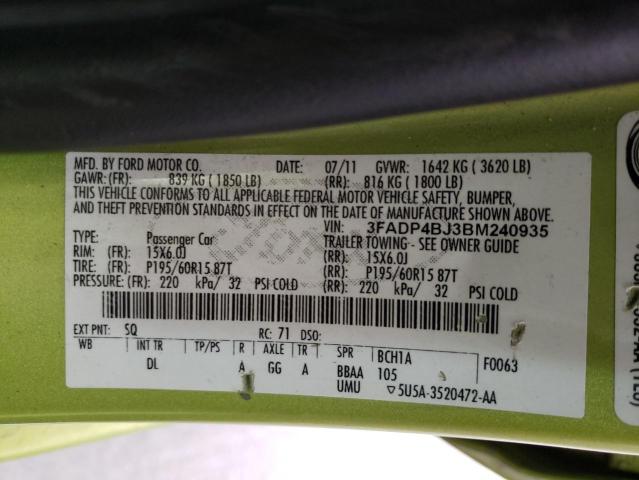 MFD. BY FORD MOTOR CO. DATE: 07/11 GVWR: 1642 KG ( 3620 LB)
GAWR: (FR): 839 KG ( 1850 LB) (RR): 816 KG ( 1800 LB)
THIS VEHICLE CONFORMS TO ALL APPLICABLE FEDERAL MOTOR VEHICLE SAFETY, BUMPER,
AND THEFT PREVENTION STANDARDS IN EFFECT ON THE DATE OF MANUFACTURE SHOWN ABOVE.
VIN: 3FADP4BJ3BM240935
TYPE: Passenger Car TRAILER TOWING - SEE OWNER GUIDE
RIM: (FR): 15X6.0J (RR): 15X6.0J
TIRE: (FR): P195/60R15 87T (RR): P195/60R15 87T
PRESSURE: (FR): 220 kPa/ 32 PSI COLD (RR): 220 kPa/ 32 PSI COLD
EXT PNT: SQ RC: 71 DSO:
WB INT TR TP/PS R AXLE TR SPR BCH1A F0063
DL A GG A BBAA 105
UMU ▽5U5A-3520472-AA